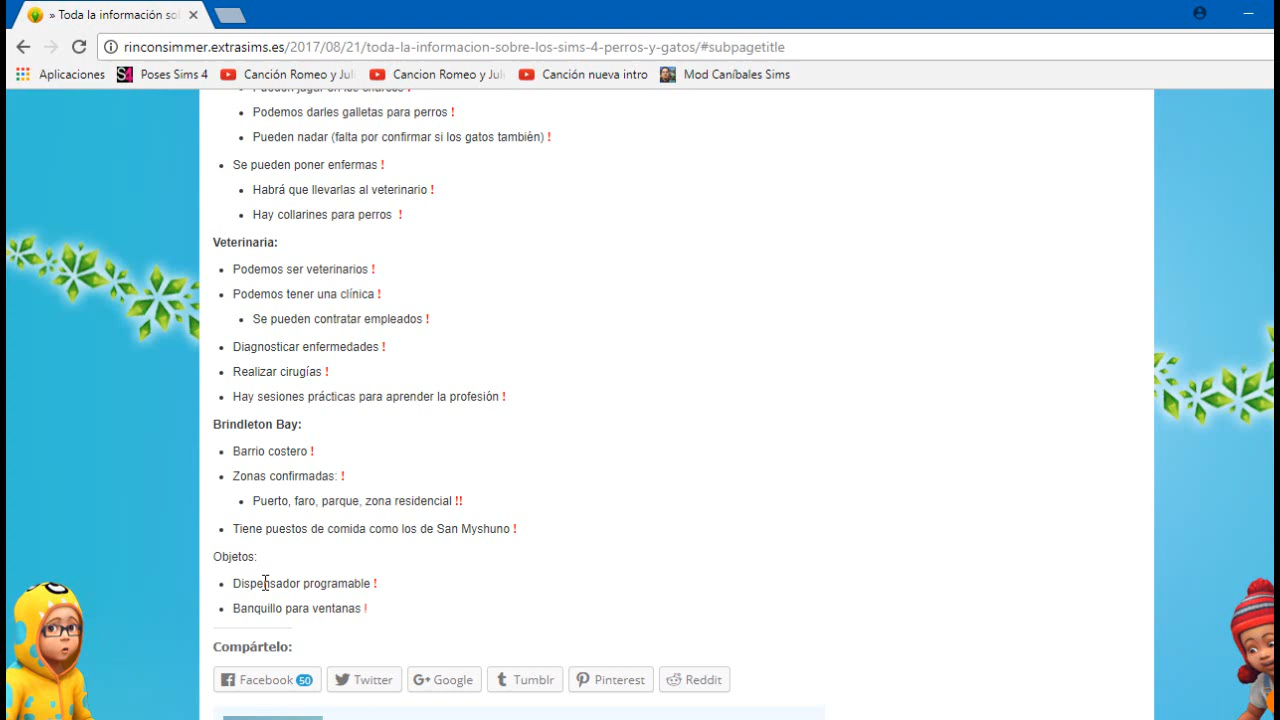 » Toda la información so
rinconsimmer.extrasims.es/2017/08/21/toda-la-informacion-sobre-los-sims-4-perros-y-gatos/#subpagetitle
Aplicaciones S4 Poses Sims 4 Canción Romeo y Juli Cancion Romeo y Juli Canción nueva intro Mod Caníbales Sims
Pueden jugar en los charcos !
Podemos darles galletas para perros !
Pueden nadar (falta por confirmar si los gatos también) !
Se pueden poner enfermas !
Habrá que llevarlas al veterinario !
Hay collarines para perros !
Veterinaria:
Podemos ser veterinarios !
Podemos tener una clínica !
Se pueden contratar empleados !
Diagnosticar enfermedades !
Realizar cirugías !
Hay sesiones prácticas para aprender la profesión !
Brindleton Bay:
Barrio costero !
Zonas confirmadas: !
Puerto, faro, parque, zona residencial !!
Tiene puestos de comida como los de San Myshuno !
Objetos:
Dispensador programable !
Banquillo para ventanas !
Compártelo:
Facebook 50 Twitter G+ Google Tumblr Pinterest Reddit